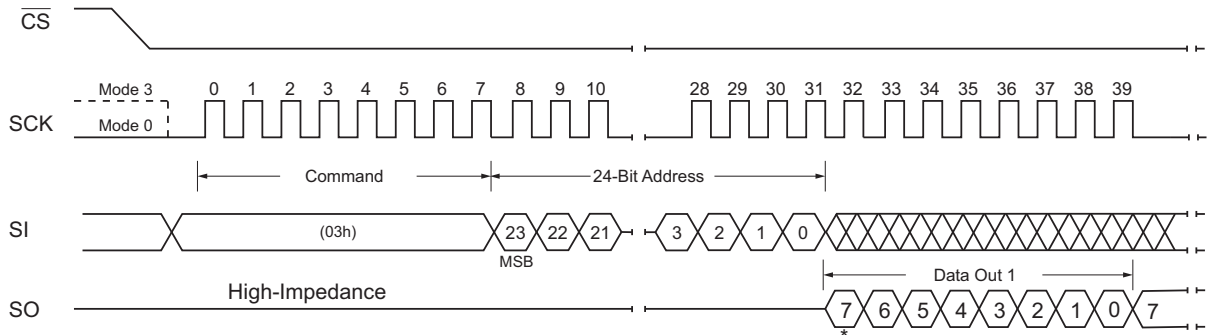 CS
Mode 3
0 1 2 3 4 5 6 7 8 9 10 28 29 30 31 32 33 34 35 36 37 38 39
SCK
Mode 0
Command
24-Bit Address
SI
(03h)
23 22 21 3 2 1 0
MSB
Data Out 1
High-Impedance
SO
7 6 5 4 3 2 1 0 7
*